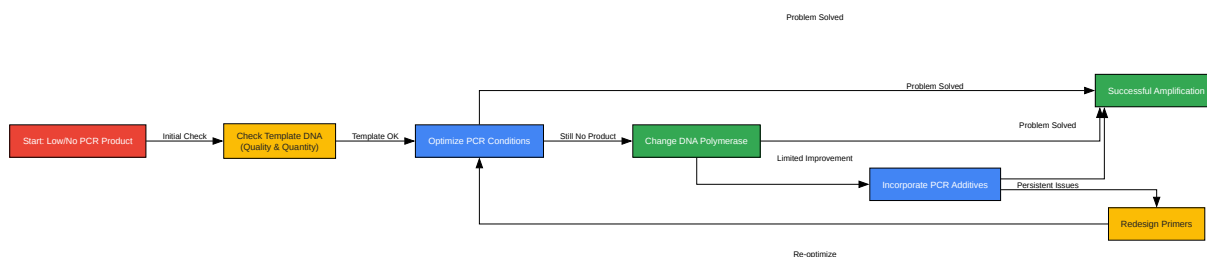 Problem Solved
Problem Solved
Successful Amplification
Problem Solved
Start: Low/No PCR Product
Initial Check
Check Template DNA
(Quality & Quantity)
Template OK
Optimize PCR Conditions
Still No Product
Change DNA Polymerase
Limited Improvement
Incorporate PCR Additives
Persistent Issues
Redesign Primers
Re-optimize